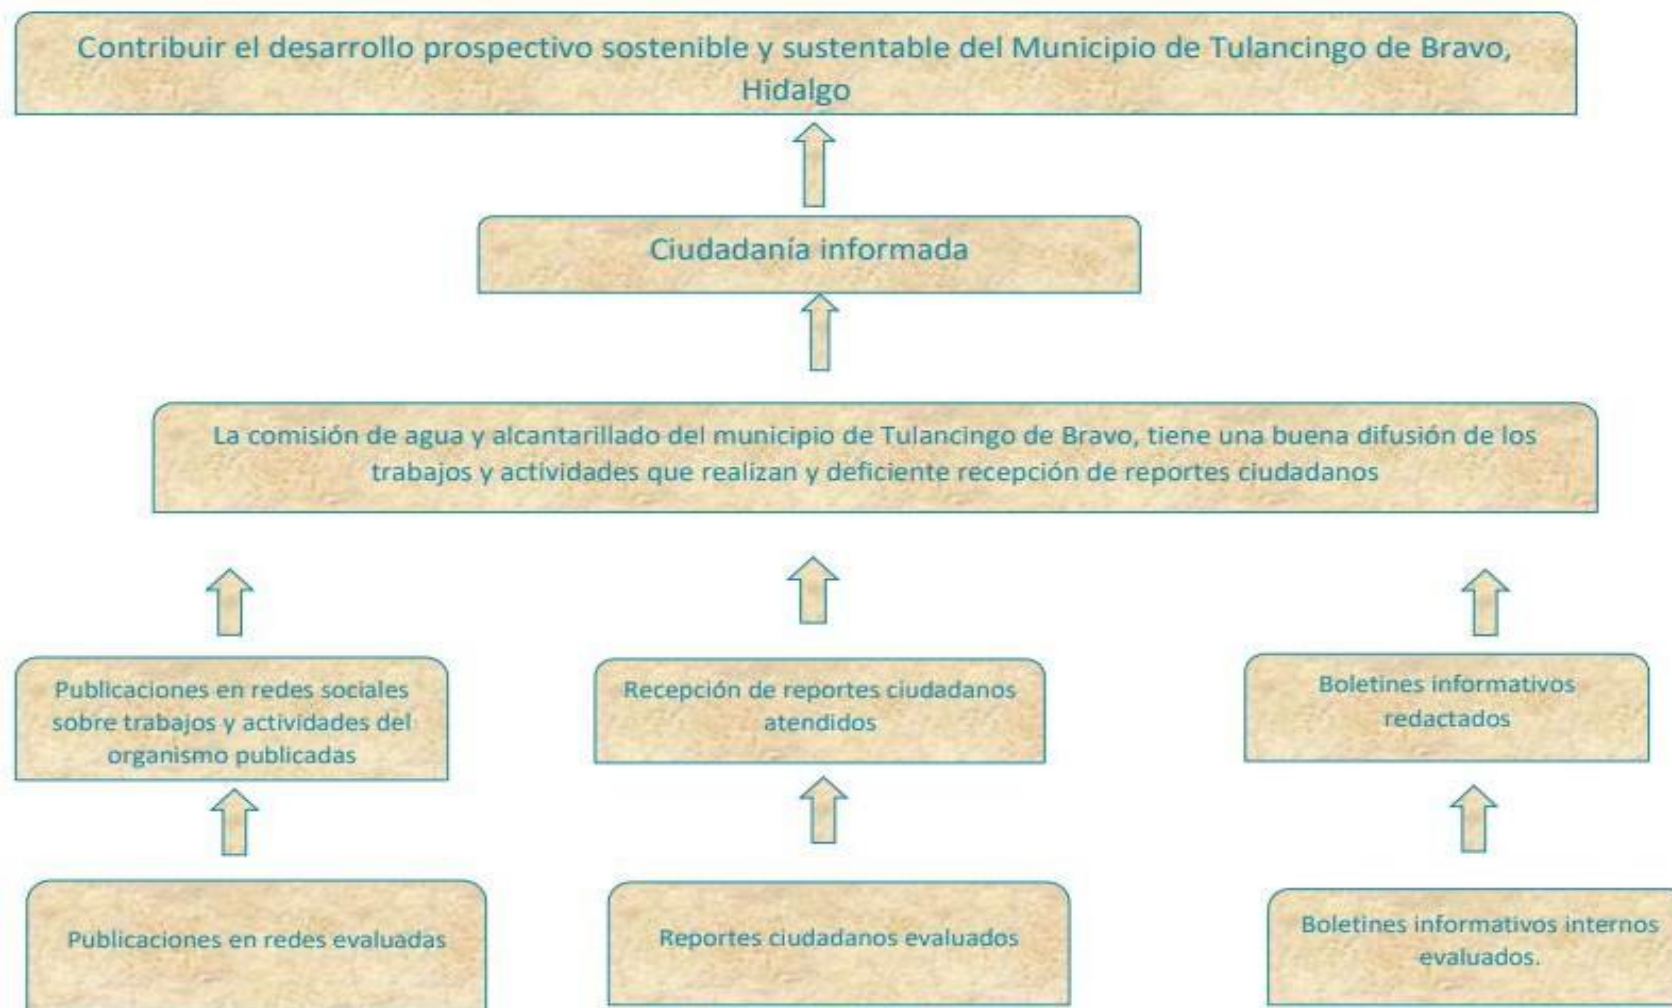 Contribuir el desarrollo prospectivo sostenible y sustentable del Municipio de Tulancingo de Bravo,
Hidalgo
Ciudadanía informada
La comisión de agua y alcantarillado del municipio de Tulancingo de Bravo, tiene una buena difusión de los
trabajos y actividades que realizan y deficiente recepción de reportes ciudadanos
Publicaciones en redes sociales
sobre trabajos y actividades del
organismo publicadas
Recepción de reportes ciudadanos
atendidos
Boletines informativos
redactados
Publicaciones en redes evaluadas
Reportes ciudadanos evaluados
Boletines informativos internos
evaluados.